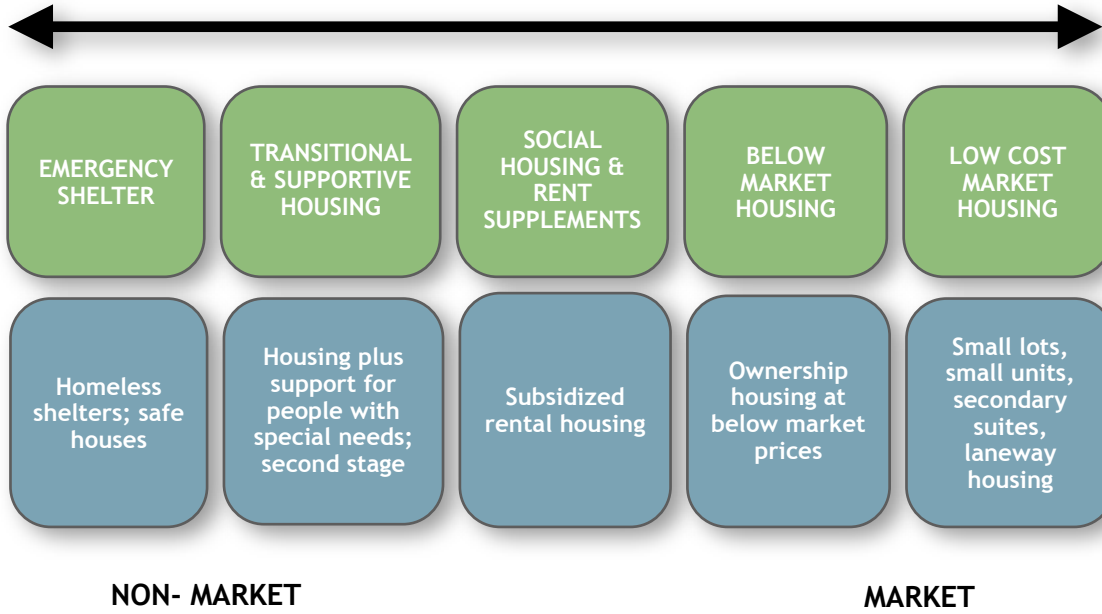 EMERGENCY
SHELTER
TRANSITIONAL
& SUPPORTIVE
HOUSING
SOCIAL
HOUSING &
RENT
SUPPLEMENTS
BELOW
MARKET
HOUSING
LOW COST
MARKET
HOUSING
Homeless
shelters; safe
houses
Housing plus
support for
people with
special needs;
second stage
Subsidized
rental housing
Ownership
housing at
below market
prices
Small lots,
small units,
secondary
suites,
laneway
housing
NON- MARKET
MARKET